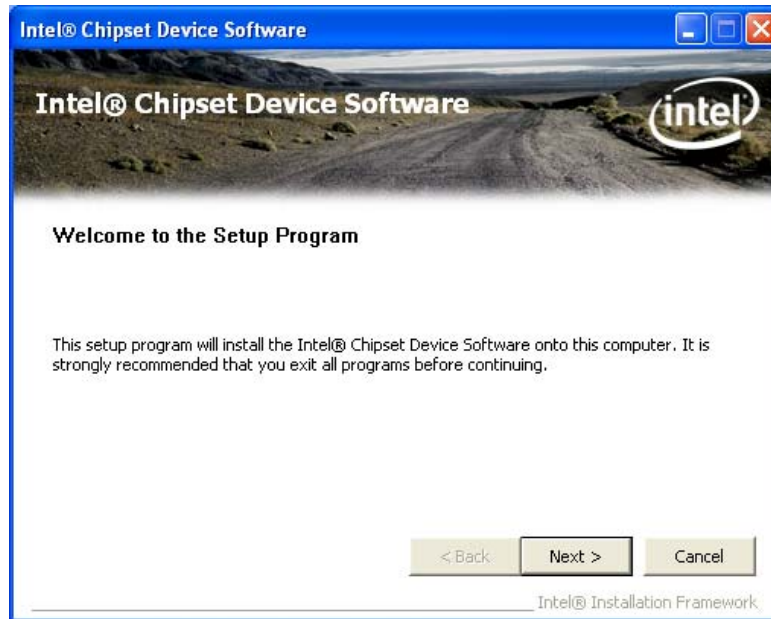 Intel® Chipset Device Software
Intel® Chipset Device Software
intel
Welcome to the Setup Program
This setup program will install the Intel® Chipset Device Software onto this computer. It is
strongly recommended that you exit all programs before continuing.
< Back
Next >
Cancel
Intel® Installation Framework